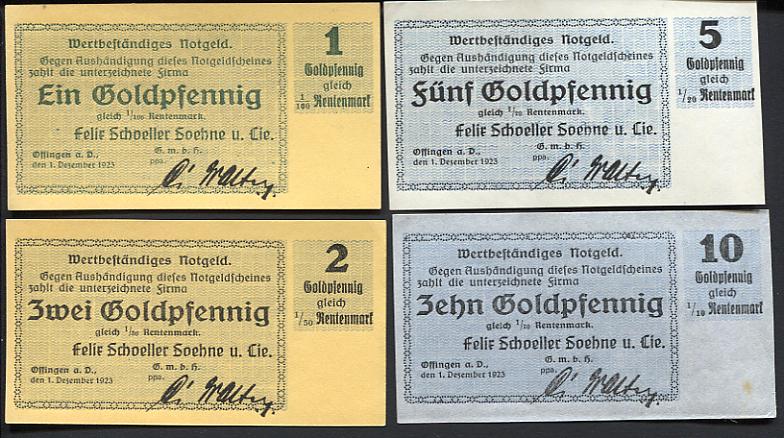 Wertbeständiges Notgeld.
Gegen Aushändigung dieses Notgeldscheines
zahlt die unterzeichnete Firma
Ein Goldpfennig
gleich 1/100 Rentenmark.
Felix Schoeller Soehne u. Cie.
G. m. b. H.
Offingen a. D.,
den 1. Dezember 1923
ppa.
1
Goldpfennig
gleich
1/100 Rentenmark
Wertbeständiges Notgeld.
Gegen Aushändigung dieses Notgeldscheines
zahlt die unterzeichnete Firma
Fünf Goldpfennig
gleich 1/20 Rentenmark.
Felix Schoeller Soehne u. Cie.
G. m. b. H.
Offingen a. D.,
den 1. Dezember 1923
ppa.
5
Goldpfennig
gleich
1/20 Rentenmark
Wertbeständiges Notgeld.
Gegen Aushändigung dieses Notgeldscheines
zahlt die unterzeichnete Firma
Zwei Goldpfennig
gleich 1/50 Rentenmark.
Felix Schoeller Soehne u. Cie.
G. m. b. H.
Offingen a. D.,
den 1. Dezember 1923
ppa.
2
Goldpfennig
gleich
1/50 Rentenmark
Wertbeständiges Notgeld.
Gegen Aushändigung dieses Notgeldscheines
zahlt die unterzeichnete Firma
Zehn Goldpfennig
gleich 1/10 Rentenmark.
Felix Schoeller Soehne u. Cie.
G. m. b. H.
Offingen a. D.,
den 1. Dezember 1923
ppa.
10
Goldpfennig
gleich
1/10 Rentenmark